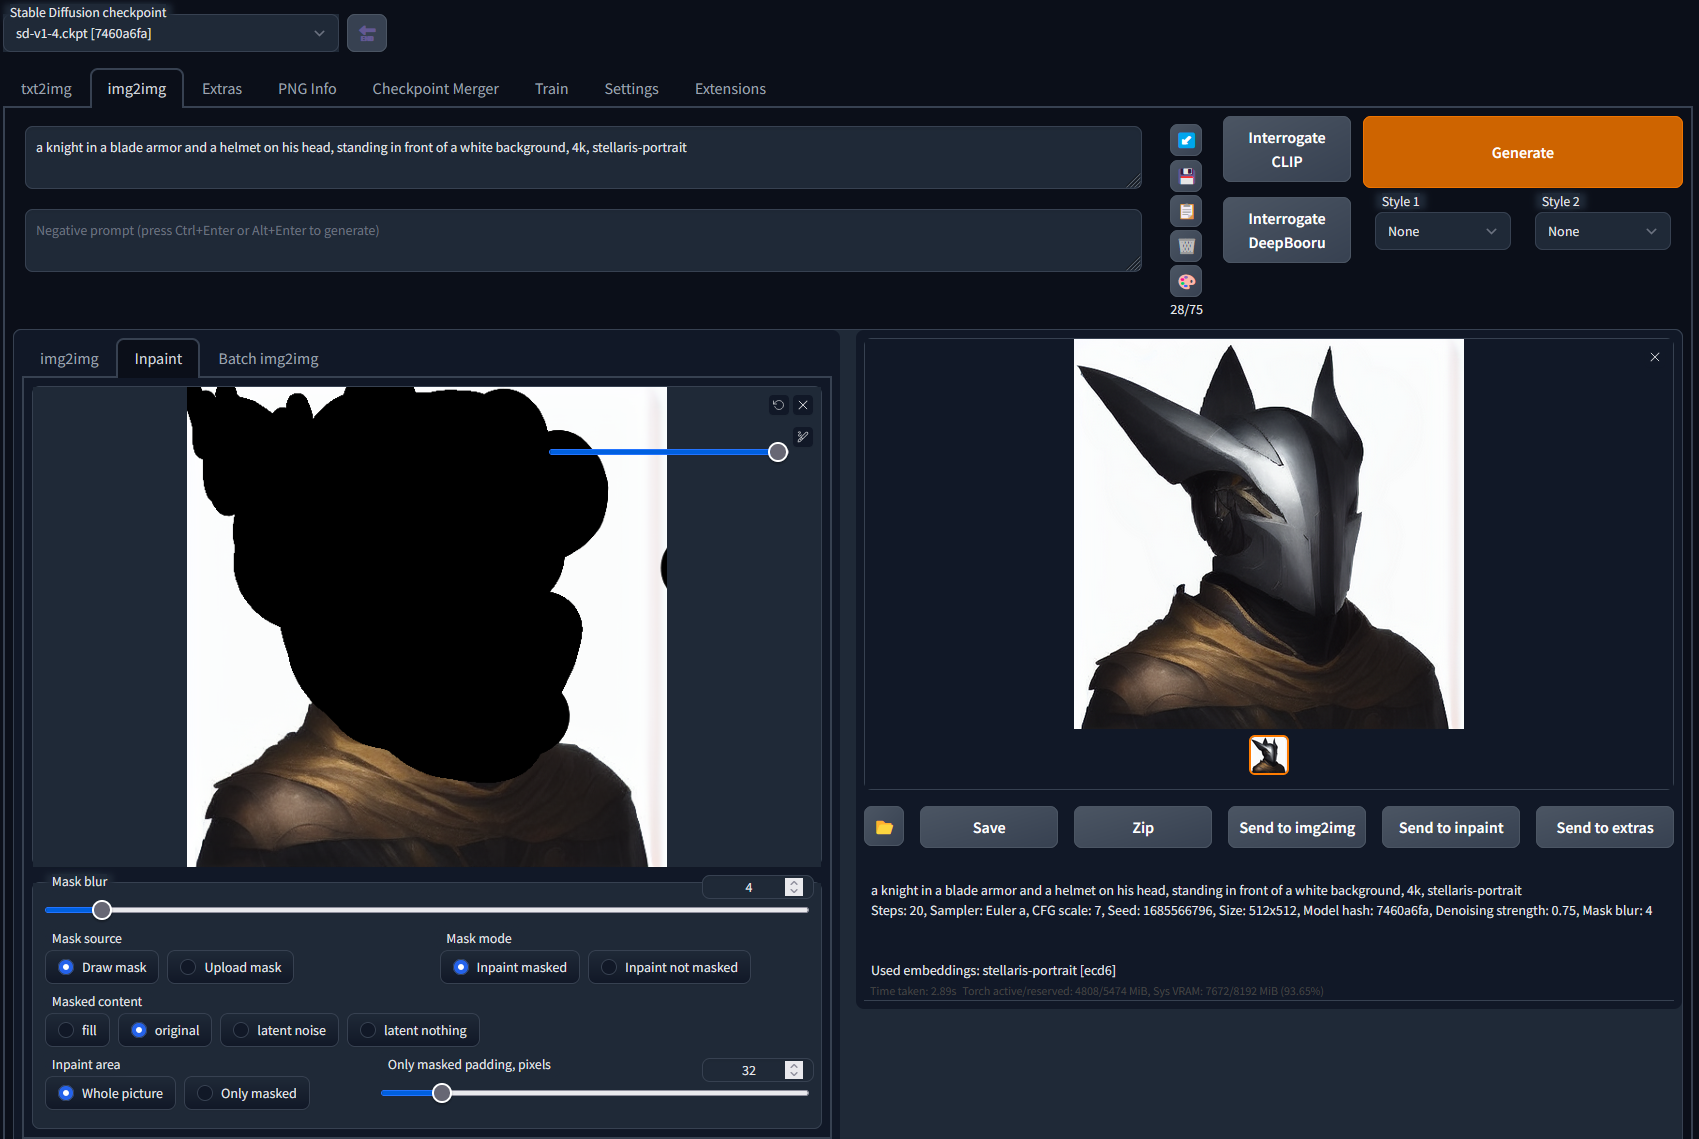 Stable Diffusion checkpoint
sd-v1-4.ckpt [7460a6fa]
txt2img
img2img
Extras
PNG Info
Checkpoint Merger
Train
Settings
Extensions
a knight in a blade armor and a helmet on his head, standing in front of a white background, 4k, stellaris-portrait
Negative prompt (press Ctrl+Enter or Alt+Enter to generate)
28/75
Interrogate
CLIP
Generate
Interrogate
DeepBooru
Style 1
None
Style 2
None
img2img
Inpaint
Batch img2img
Mask blur
4
Mask source
Draw mask
Upload mask
Mask mode
Inpaint masked
Inpaint not masked
Masked content
fill
original
latent noise
latent nothing
Inpaint area
Whole picture
Only masked
Only masked padding, pixels
32
Save
Zip
Send to img2img
Send to inpaint
Send to extras
a knight in a blade armor and a helmet on his head, standing in front of a white background, 4k, stellaris-portrait
Steps: 20, Sampler: Euler a, CFG scale: 7, Seed: 1685566796, Size: 512x512, Model hash: 7460a6fa, Denoising strength: 0.75, Mask blur: 4
Used embeddings: stellaris-portrait [ecd6]
Time taken: 2.89s Torch active/reserved: 4808/5474 MiB, Sys VRAM: 7672/8192 MiB (93.65%)